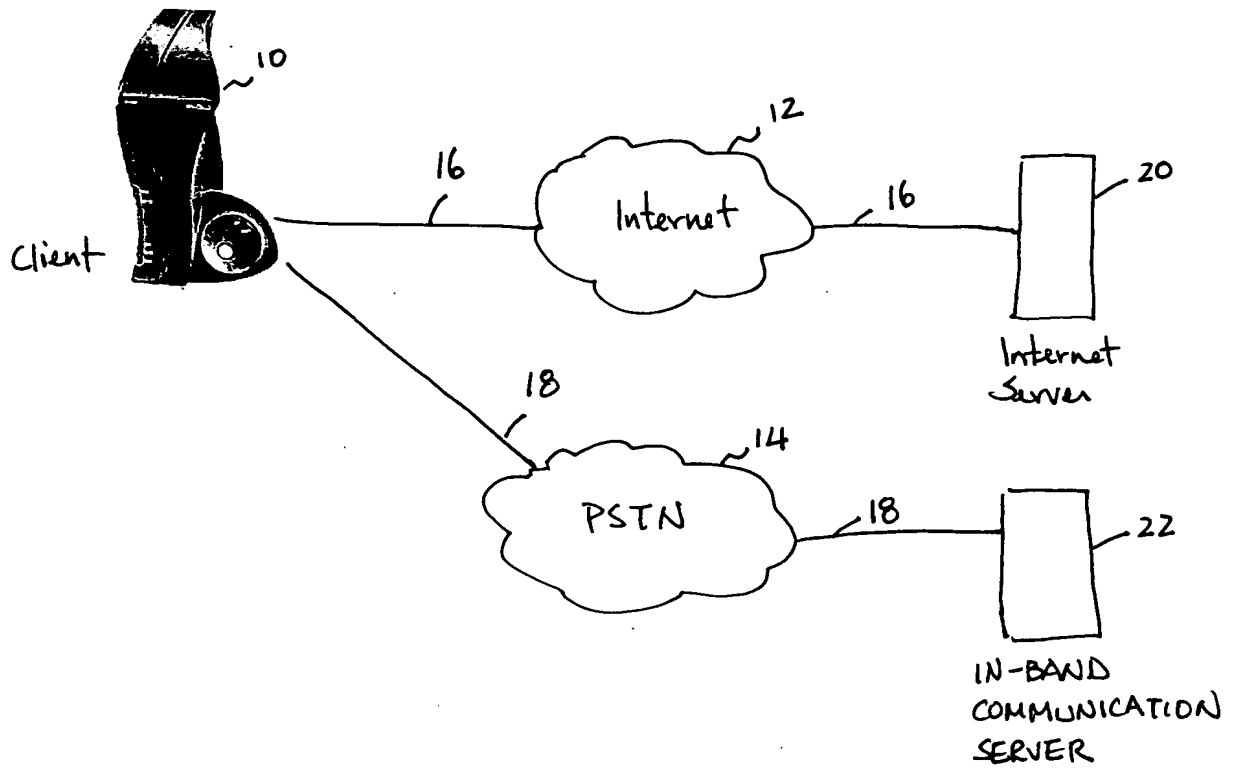 10
12
16
Internet
16
20
Client
Internet
Server
18
14
PSTN
18
22
IN-BAND
COMMUNICATION
SERVER